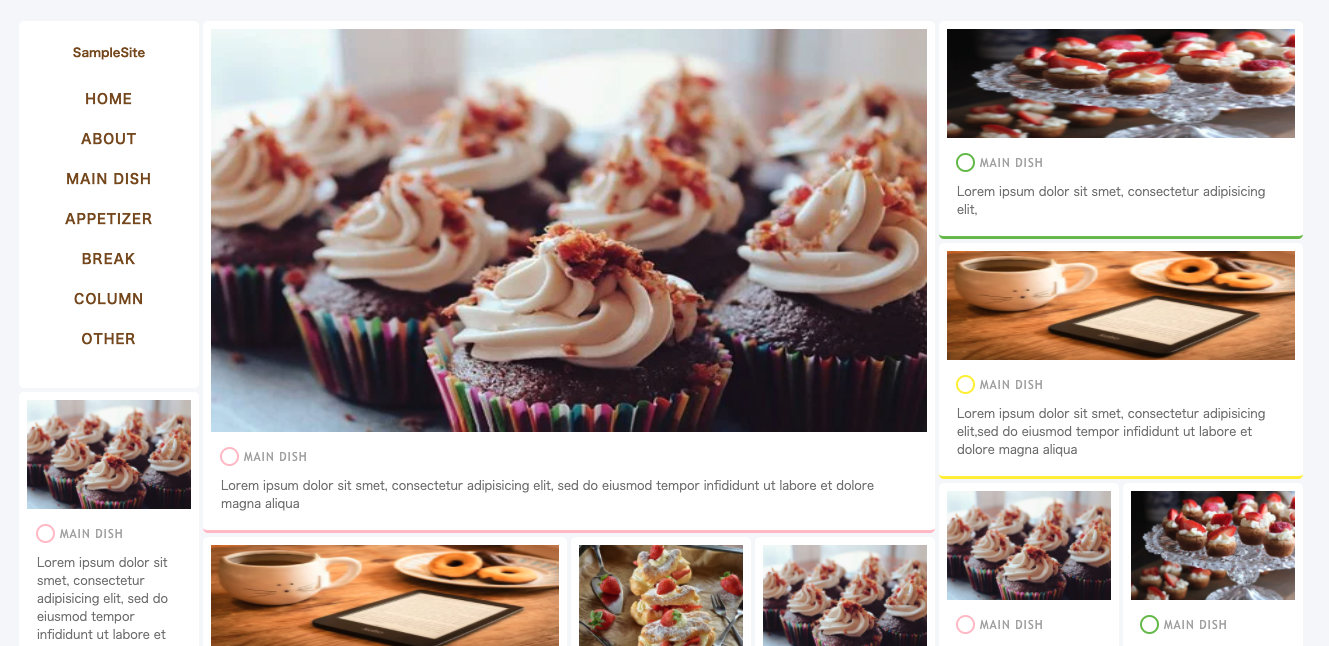 SampleSite
HOME
ABOUT
MAIN DISH
APPETIZER
BREAK
COLUMN
OTHER
MAIN DISH
Lorem ipsum dolor sit
smet, consectetur
adipisicing elit, sed do
eiusmod tempor
infididunt ut labore et
MAIN DISH
Lorem ipsum dolor sit smet, consectetur adipisicing elit, sed do eiusmod tempor infididunt ut labore et dolore
magna aliqua
MAIN DISH
Lorem ipsum dolor sit smet, consectetur adipisicing
elit,
MAIN DISH
Lorem ipsum dolor sit smet, consectetur adipisicing
elit,sed do eiusmod tempor infididunt ut labore et
dolore magna aliqua
MAIN DISH
MAIN DISH